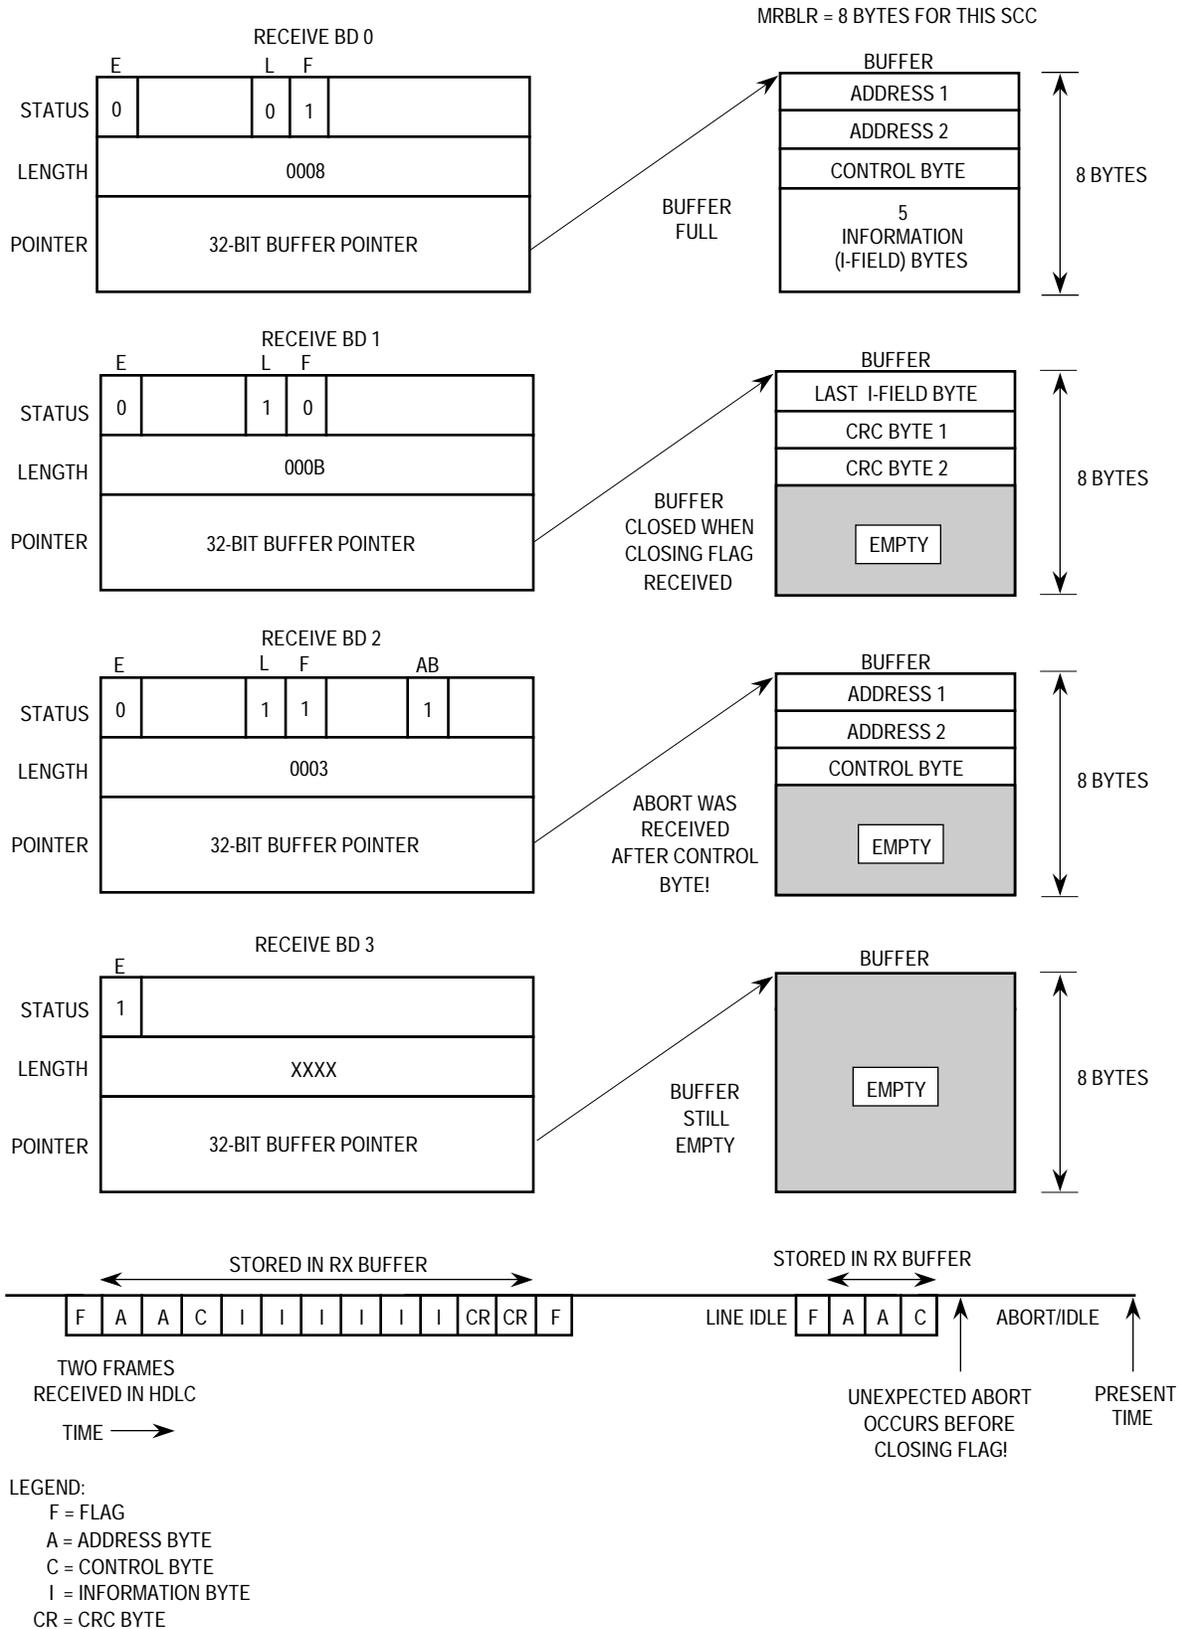 MRBLR = 8 BYTES FOR THIS SCC
RECEIVE BD 0
E L F
STATUS 0 0 1
LENGTH 0008
POINTER 32-BIT BUFFER POINTER
BUFFER
FULL
BUFFER
ADDRESS 1
ADDRESS 2
CONTROL BYTE
5
INFORMATION
(I-FIELD) BYTES
8 BYTES
RECEIVE BD 1
E L F
STATUS 0 1 0
LENGTH 000B
POINTER 32-BIT BUFFER POINTER
BUFFER
CLOSED WHEN
CLOSING FLAG
RECEIVED
BUFFER
LAST I-FIELD BYTE
CRC BYTE 1
CRC BYTE 2
EMPTY
8 BYTES
RECEIVE BD 2
E L F AB
STATUS 0 1 1 1
LENGTH 0003
POINTER 32-BIT BUFFER POINTER
ABORT WAS
RECEIVED
AFTER CONTROL
BYTE!
BUFFER
ADDRESS 1
ADDRESS 2
CONTROL BYTE
EMPTY
8 BYTES
RECEIVE BD 3
E
STATUS 1
LENGTH XXXX
POINTER 32-BIT BUFFER POINTER
BUFFER
STILL
EMPTY
BUFFER
EMPTY
8 BYTES
STORED IN RX BUFFER STORED IN RX BUFFER
F A A C I I I I I I CR CR F LINE IDLE F A A C ABORT/IDLE
TWO FRAMES
RECEIVED IN HDLC
TIME
UNEXPECTED ABORT
OCCURS BEFORE
CLOSING FLAG!
PRESENT
TIME
LEGEND:
F = FLAG
A = ADDRESS BYTE
C = CONTROL BYTE
I = INFORMATION BYTE
CR = CRC BYTE